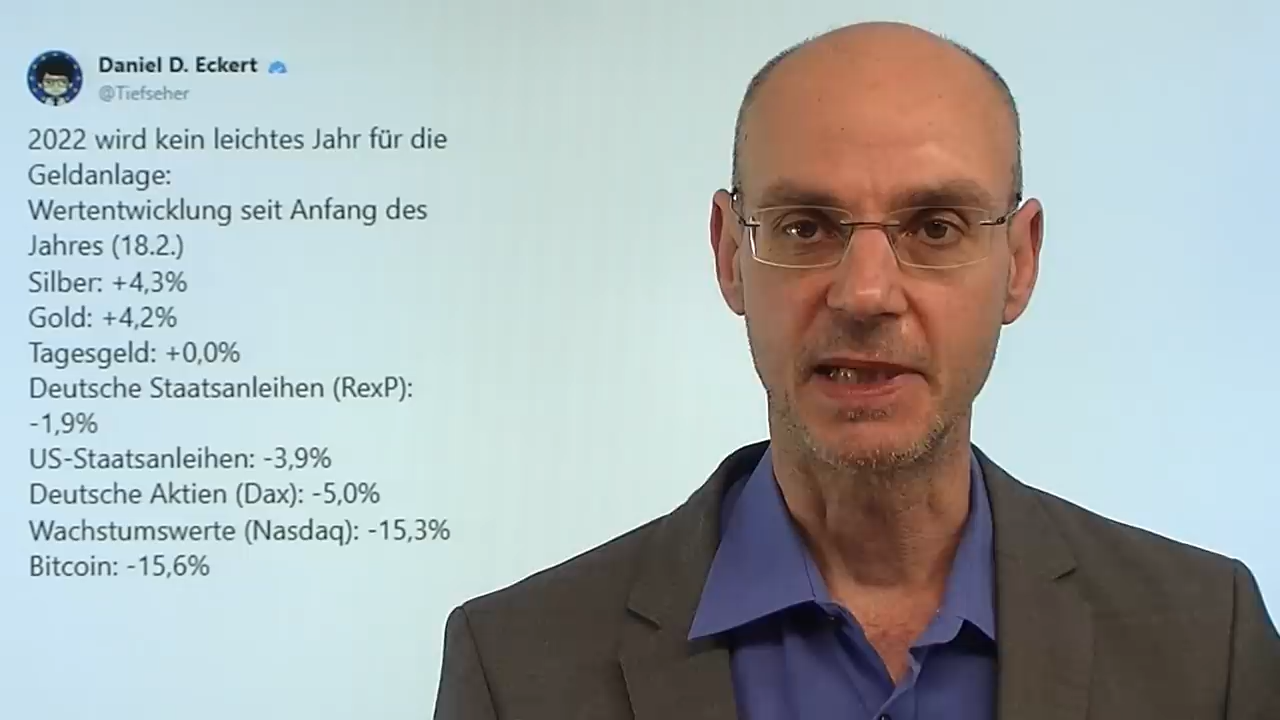 Daniel D. Eckert
@Tiefseher
2022 wird kein leichtes Jahr für die
Geldanlage:
Wertentwicklung seit Anfang des
Jahres (18.2.)
Silber: +4,3%
Gold: +4,2%
Tagesgeld: +0,0%
Deutsche Staatsanleihen (RexP):
-1,9%
US-Staatsanleihen: -3,9%
Deutsche Aktien (Dax): -5,0%
Wachstumswerte (Nasdaq): -15,3%
Bitcoin: -15,6%